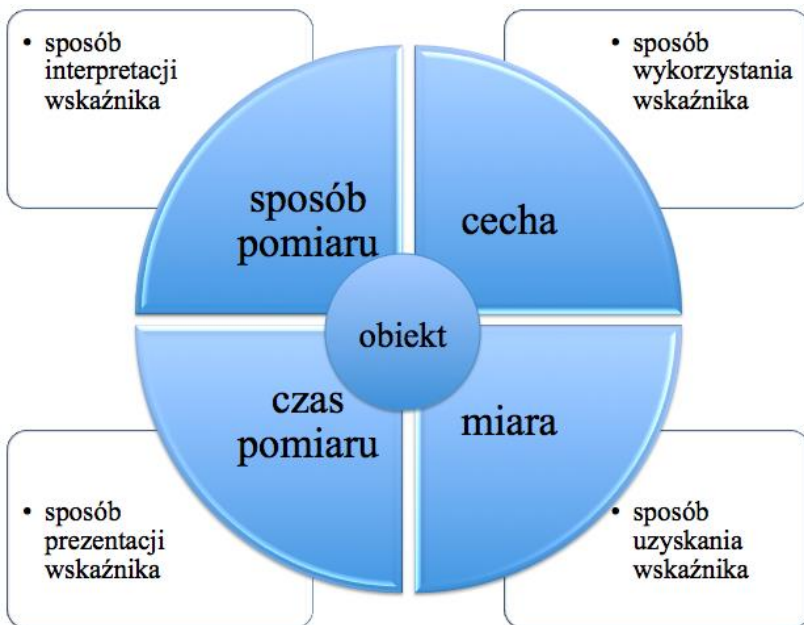 • sposób
interpretacji
wskaźnika
• sposób
wykorzystania
wskaźnika
sposób
pomiaru
cecha
obiekt
czas
pomiaru
miara
• sposób
prezentacji
wskaźnika
• sposób
uzyskania
wskaźnika